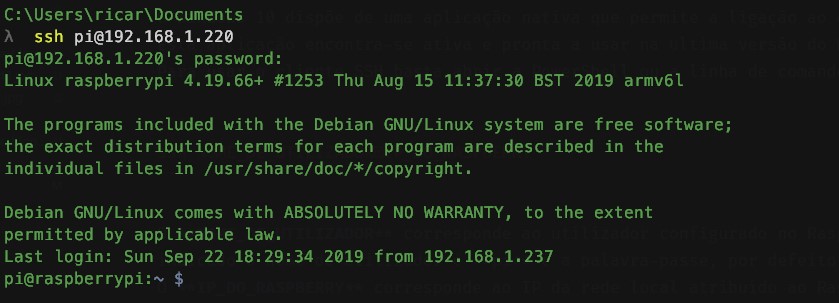 C:\Users\ricar\Documents
λ ssh pi@192.168.1.220
pi@192.168.1.220's password:
Linux raspberrypi 4.19.66+ #1253 Thu Aug 15 11:37:30 BST 2019 armv6l
The programs included with the Debian GNU/Linux system are free software;
the exact distribution terms for each program are described in the
individual files in /usr/share/doc/*/copyright.
Debian GNU/Linux comes with ABSOLUTELY NO WARRANTY, to the extent
permitted by applicable law.
Last login: Sun Sep 22 18:29:34 2019 from 192.168.1.237
pi@raspberrypi:~ $